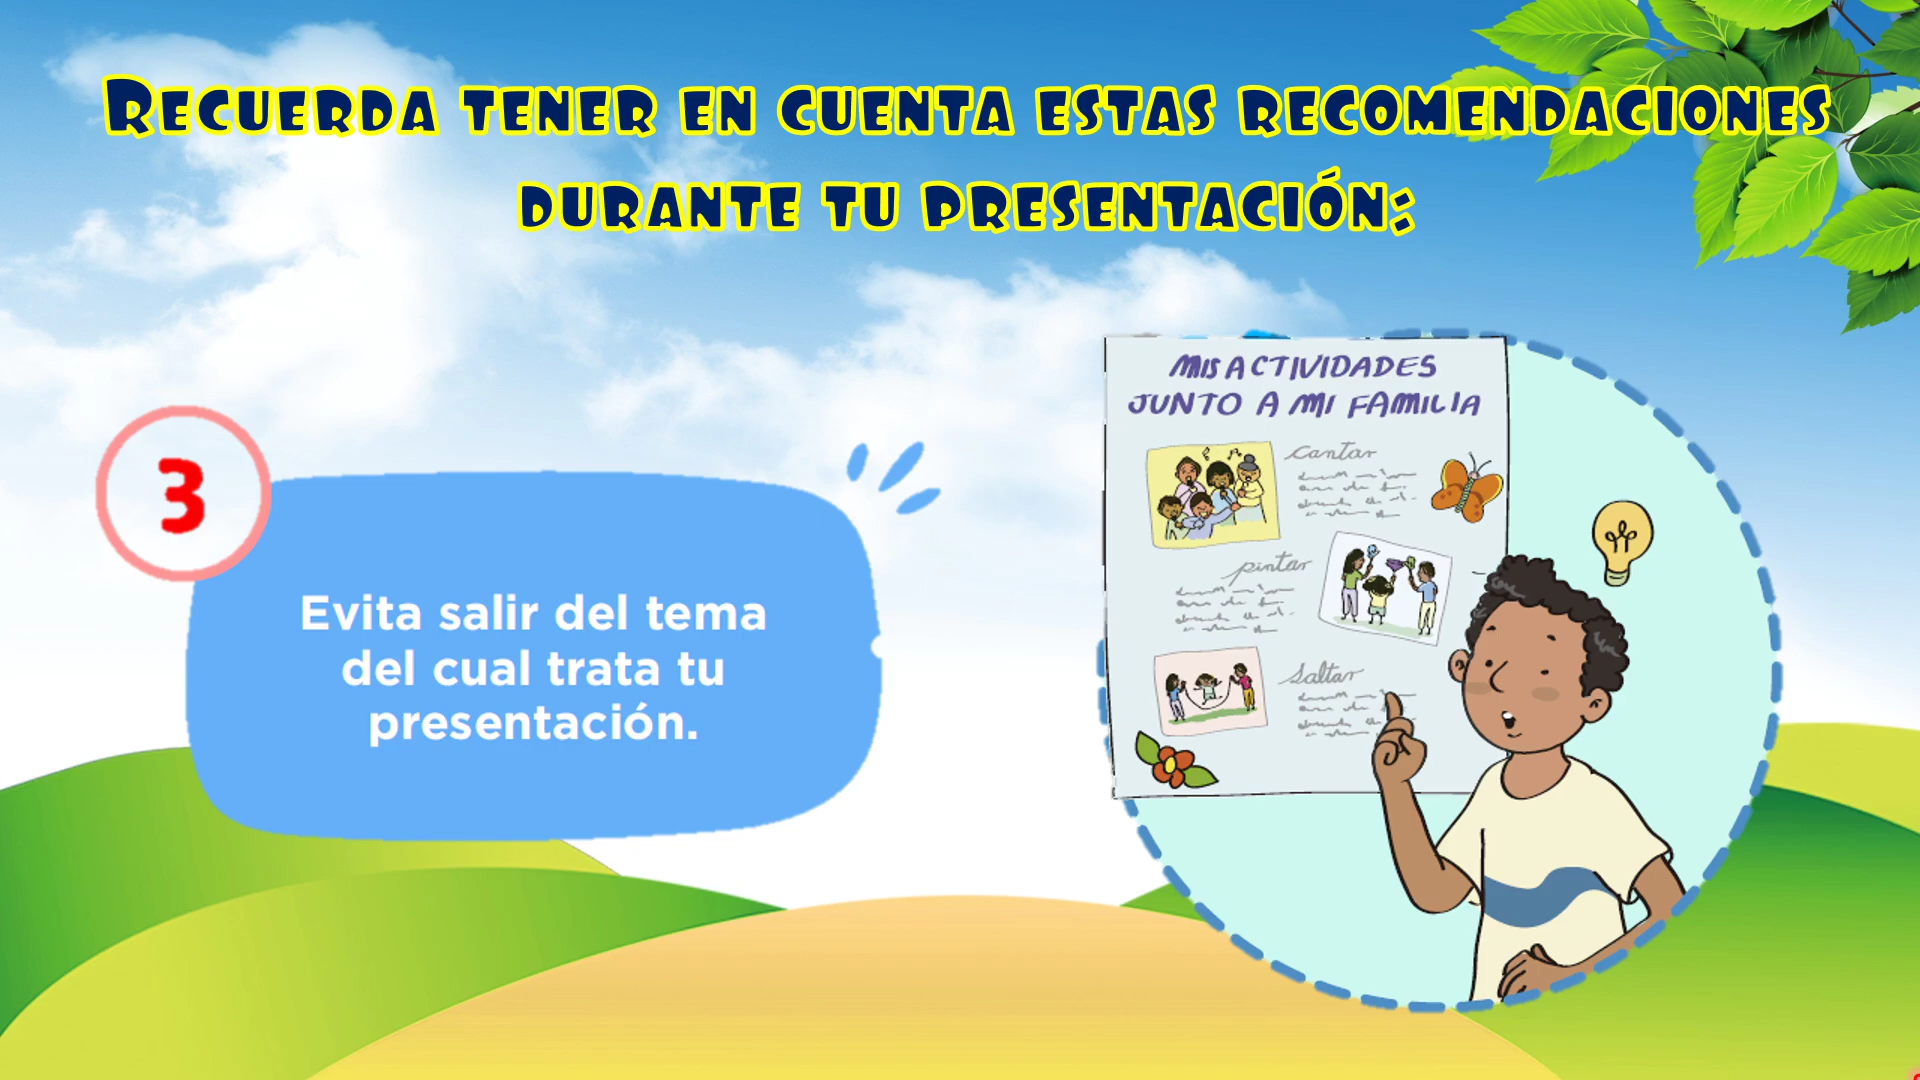 Recuerda tener en cuenta estas recomendaciones
durante tu presentación:
3
Evita salir del tema
del cual trata tu
presentación.
MIS ACTIVIDADES
JUNTO A MI FAMILIA
cantar
pintar
Saltar